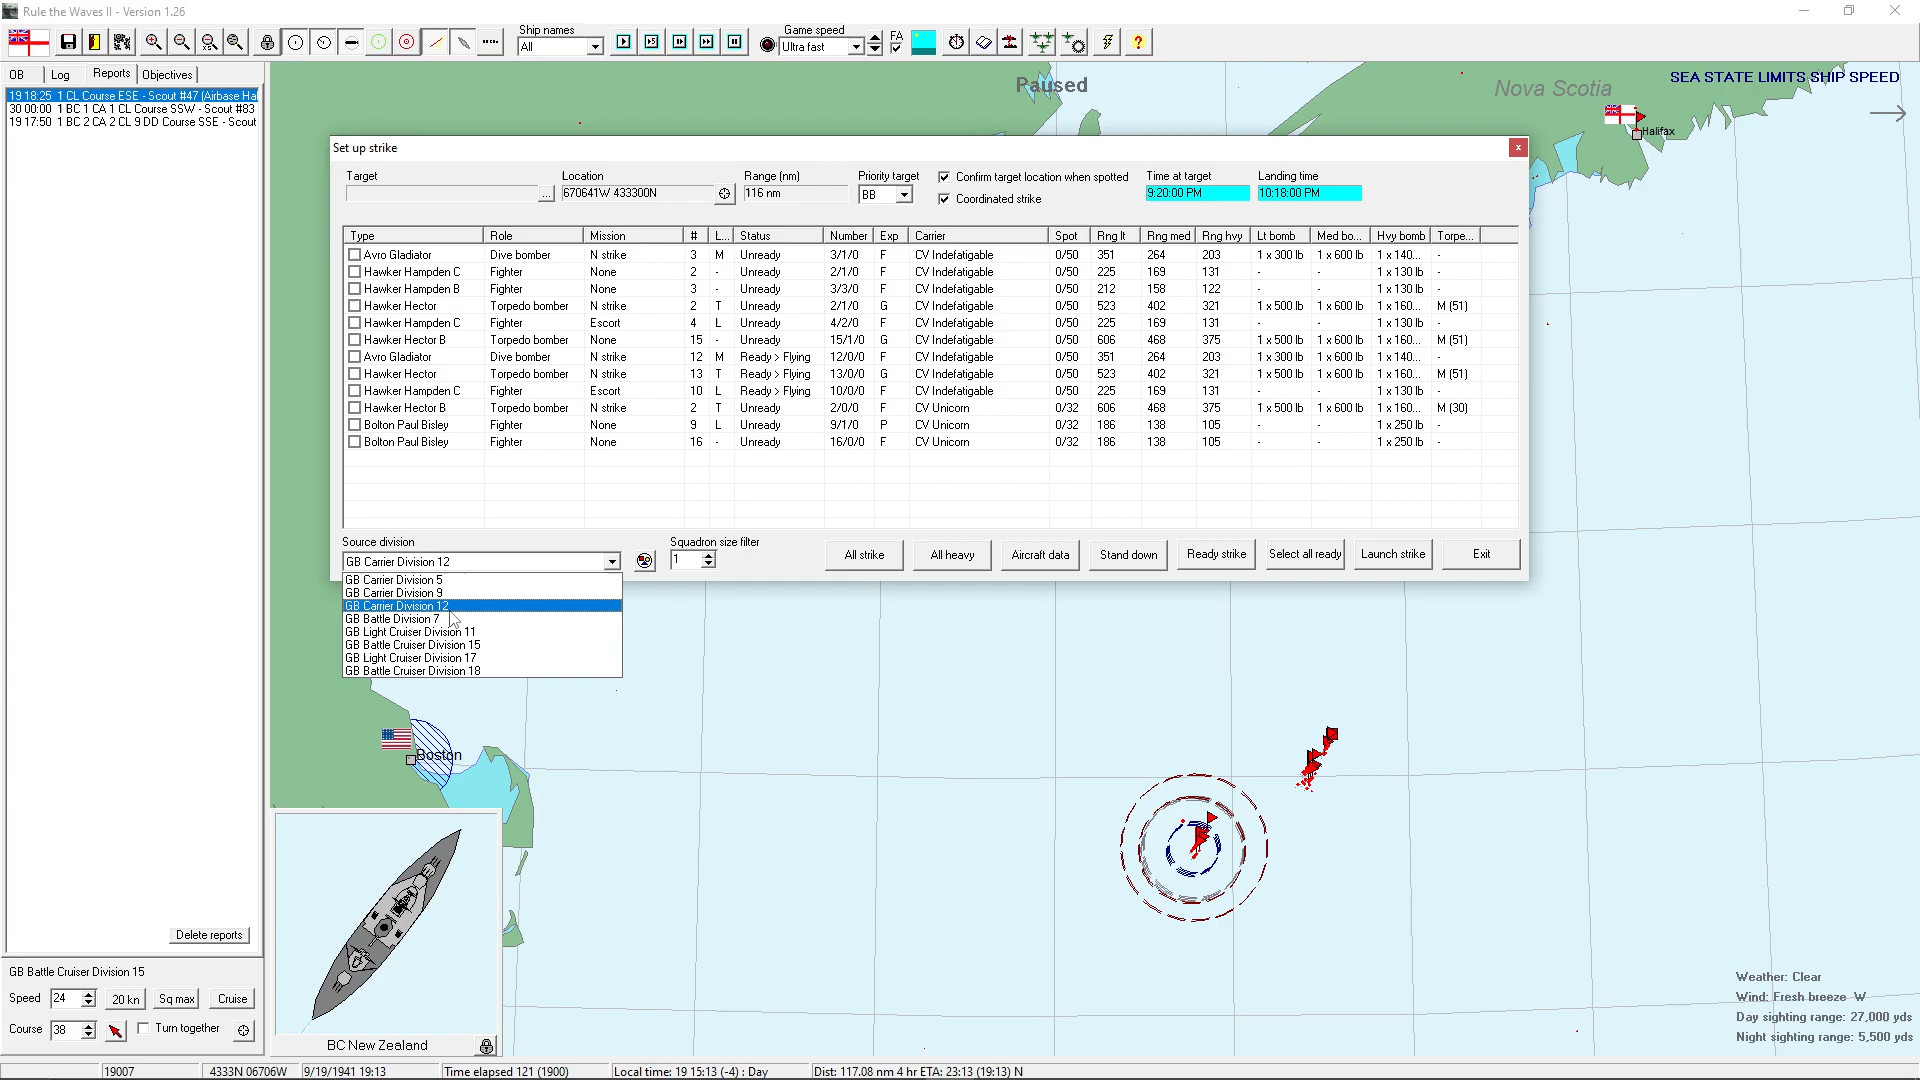 Rule the Waves II - Version 1.26
Ship names
All
Game speed
Ultra fast
FA
OB
Log
Reports
Objectives
19 18:25 1 CL Course ESE - Scout #47 (Airbase Hal
30 00:00 1 BC 1 CA 1 CL Course SSW - Scout #83
19 17:50 1 BC 2 CA 2 CL 9 DD Course SSE - Scout
Paused
Nova Scotia
SEA STATE LIMITS SHIP SPEED
Halifax
Set up strike
Target
Location
Range (nm)
Priority target
Confirm target location when spotted
Time at target
Landing time
...
670641W 433300N
116 nm
BB
Coordinated strike
9:20:00 PM
10:18:00 PM
Type Role Mission # L... Status Number Exp Carrier Spot Rng lt Rng med Rng hvy Lt bomb Med bo... Hvy bomb Torpe...
Avro Gladiator Dive bomber N strike 3 M Unready 3/1/0 F CV Indefatigable 0/50 351 264 203 1 x 300 lb 1 x 600 lb 1 x 140... -
Hawker Hampden C Fighter None 2 - Unready 2/1/0 F CV Indefatigable 0/50 225 169 131 - - 1 x 130 lb -
Hawker Hampden B Fighter None 3 - Unready 3/3/0 F CV Indefatigable 0/50 212 158 122 - - 1 x 130 lb -
Hawker Hector Torpedo bomber N strike 2 T Unready 2/1/0 G CV Indefatigable 0/50 523 402 321 1 x 500 lb 1 x 600 lb 1 x 160... M (51)
Hawker Hampden C Fighter Escort 4 L Unready 4/2/0 F CV Indefatigable 0/50 225 169 131 - - 1 x 130 lb -
Hawker Hector B Torpedo bomber None 15 - Unready 15/1/0 G CV Indefatigable 0/50 606 468 375 1 x 500 lb 1 x 600 lb 1 x 160... M (51)
Avro Gladiator Dive bomber N strike 12 M Ready > Flying 12/0/0 F CV Indefatigable 0/50 351 264 203 1 x 300 lb 1 x 600 lb 1 x 140... -
Hawker Hector Torpedo bomber N strike 13 T Ready > Flying 13/0/0 G CV Indefatigable 0/50 523 402 321 1 x 500 lb 1 x 600 lb 1 x 160... M (51)
Hawker Hampden C Fighter Escort 10 L Ready > Flying 10/0/0 F CV Indefatigable 0/50 225 169 131 - - 1 x 130 lb -
Hawker Hector B Torpedo bomber N strike 2 T Unready 2/0/0 F CV Unicorn 0/32 606 468 375 1 x 500 lb 1 x 600 lb 1 x 160... M (30)
Bolton Paul Bisley Fighter None 9 L Unready 9/1/0 P CV Unicorn 0/32 186 138 105 - - 1 x 250 lb -
Bolton Paul Bisley Fighter None 16 - Unready 16/0/0 F CV Unicorn 0/32 186 138 105 - - 1 x 250 lb -
Source division
Squadron size filter
GB Carrier Division 12
1
All strike
All heavy
Aircraft data
Stand down
Ready strike
Select all ready
Launch strike
Exit
GB Carrier Division 5
GB Carrier Division 9
GB Carrier Division 12
GB Battle Division 7
GB Light Cruiser Division 11
GB Battle Cruiser Division 15
GB Light Cruiser Division 17
GB Battle Cruiser Division 18
Boston
Delete reports
GB Battle Cruiser Division 15
Speed 24 20 kn Sq max Cruise
Course 38 Turn together
BC New Zealand
Weather: Clear
Wind: Fresh breeze W
Day sighting range: 27,000 yds
Night sighting range: 5,500 yds
19007
4333N 06706W
9/19/1941 19:13
Time elapsed 121 (1900)
Local time: 19 15:13 (-4) : Day
Dist: 117.08 nm 4 hr ETA: 23:13 (19:13) N